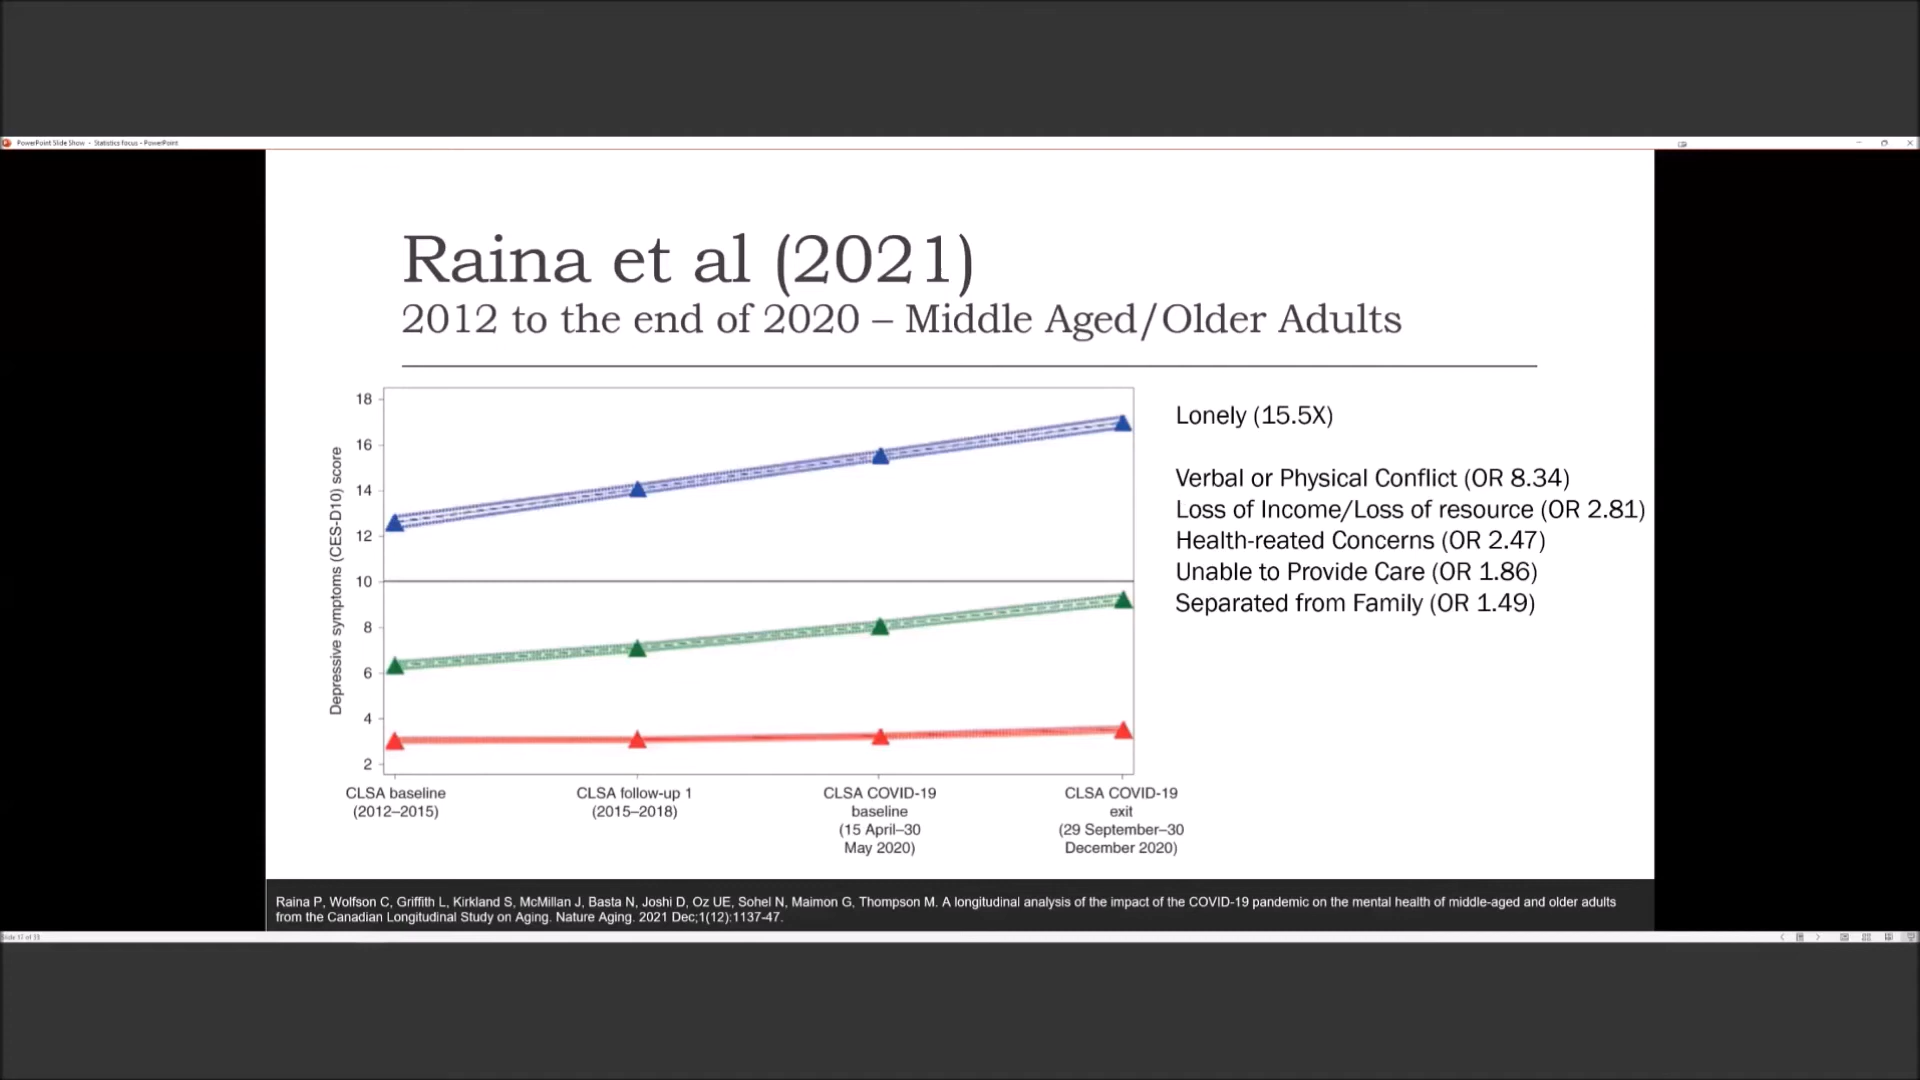 PowerPoint Slide Show - Statistics focus - PowerPoint
Raina et al (2021)
2012 to the end of 2020 – Middle Aged/Older Adults
Depressive symptoms (CES-D10) score
18
16
14
12
10
8
6
4
2
CLSA baseline
(2012–2015)
CLSA follow-up 1
(2015–2018)
CLSA COVID-19
baseline
(15 April–30
May 2020)
CLSA COVID-19
exit
(29 September–30
December 2020)
Lonely (15.5X)
Verbal or Physical Conflict (OR 8.34)
Loss of Income/Loss of resource (OR 2.81)
Health-reated Concerns (OR 2.47)
Unable to Provide Care (OR 1.86)
Separated from Family (OR 1.49)
Raina P, Wolfson C, Griffith L, Kirkland S, McMillan J, Basta N, Joshi D, Oz UE, Sohel N, Maimon G, Thompson M. A longitudinal analysis of the impact of the COVID-19 pandemic on the mental health of middle-aged and older adults
from the Canadian Longitudinal Study on Aging. Nature Aging. 2021 Dec;1(12):1137-47.